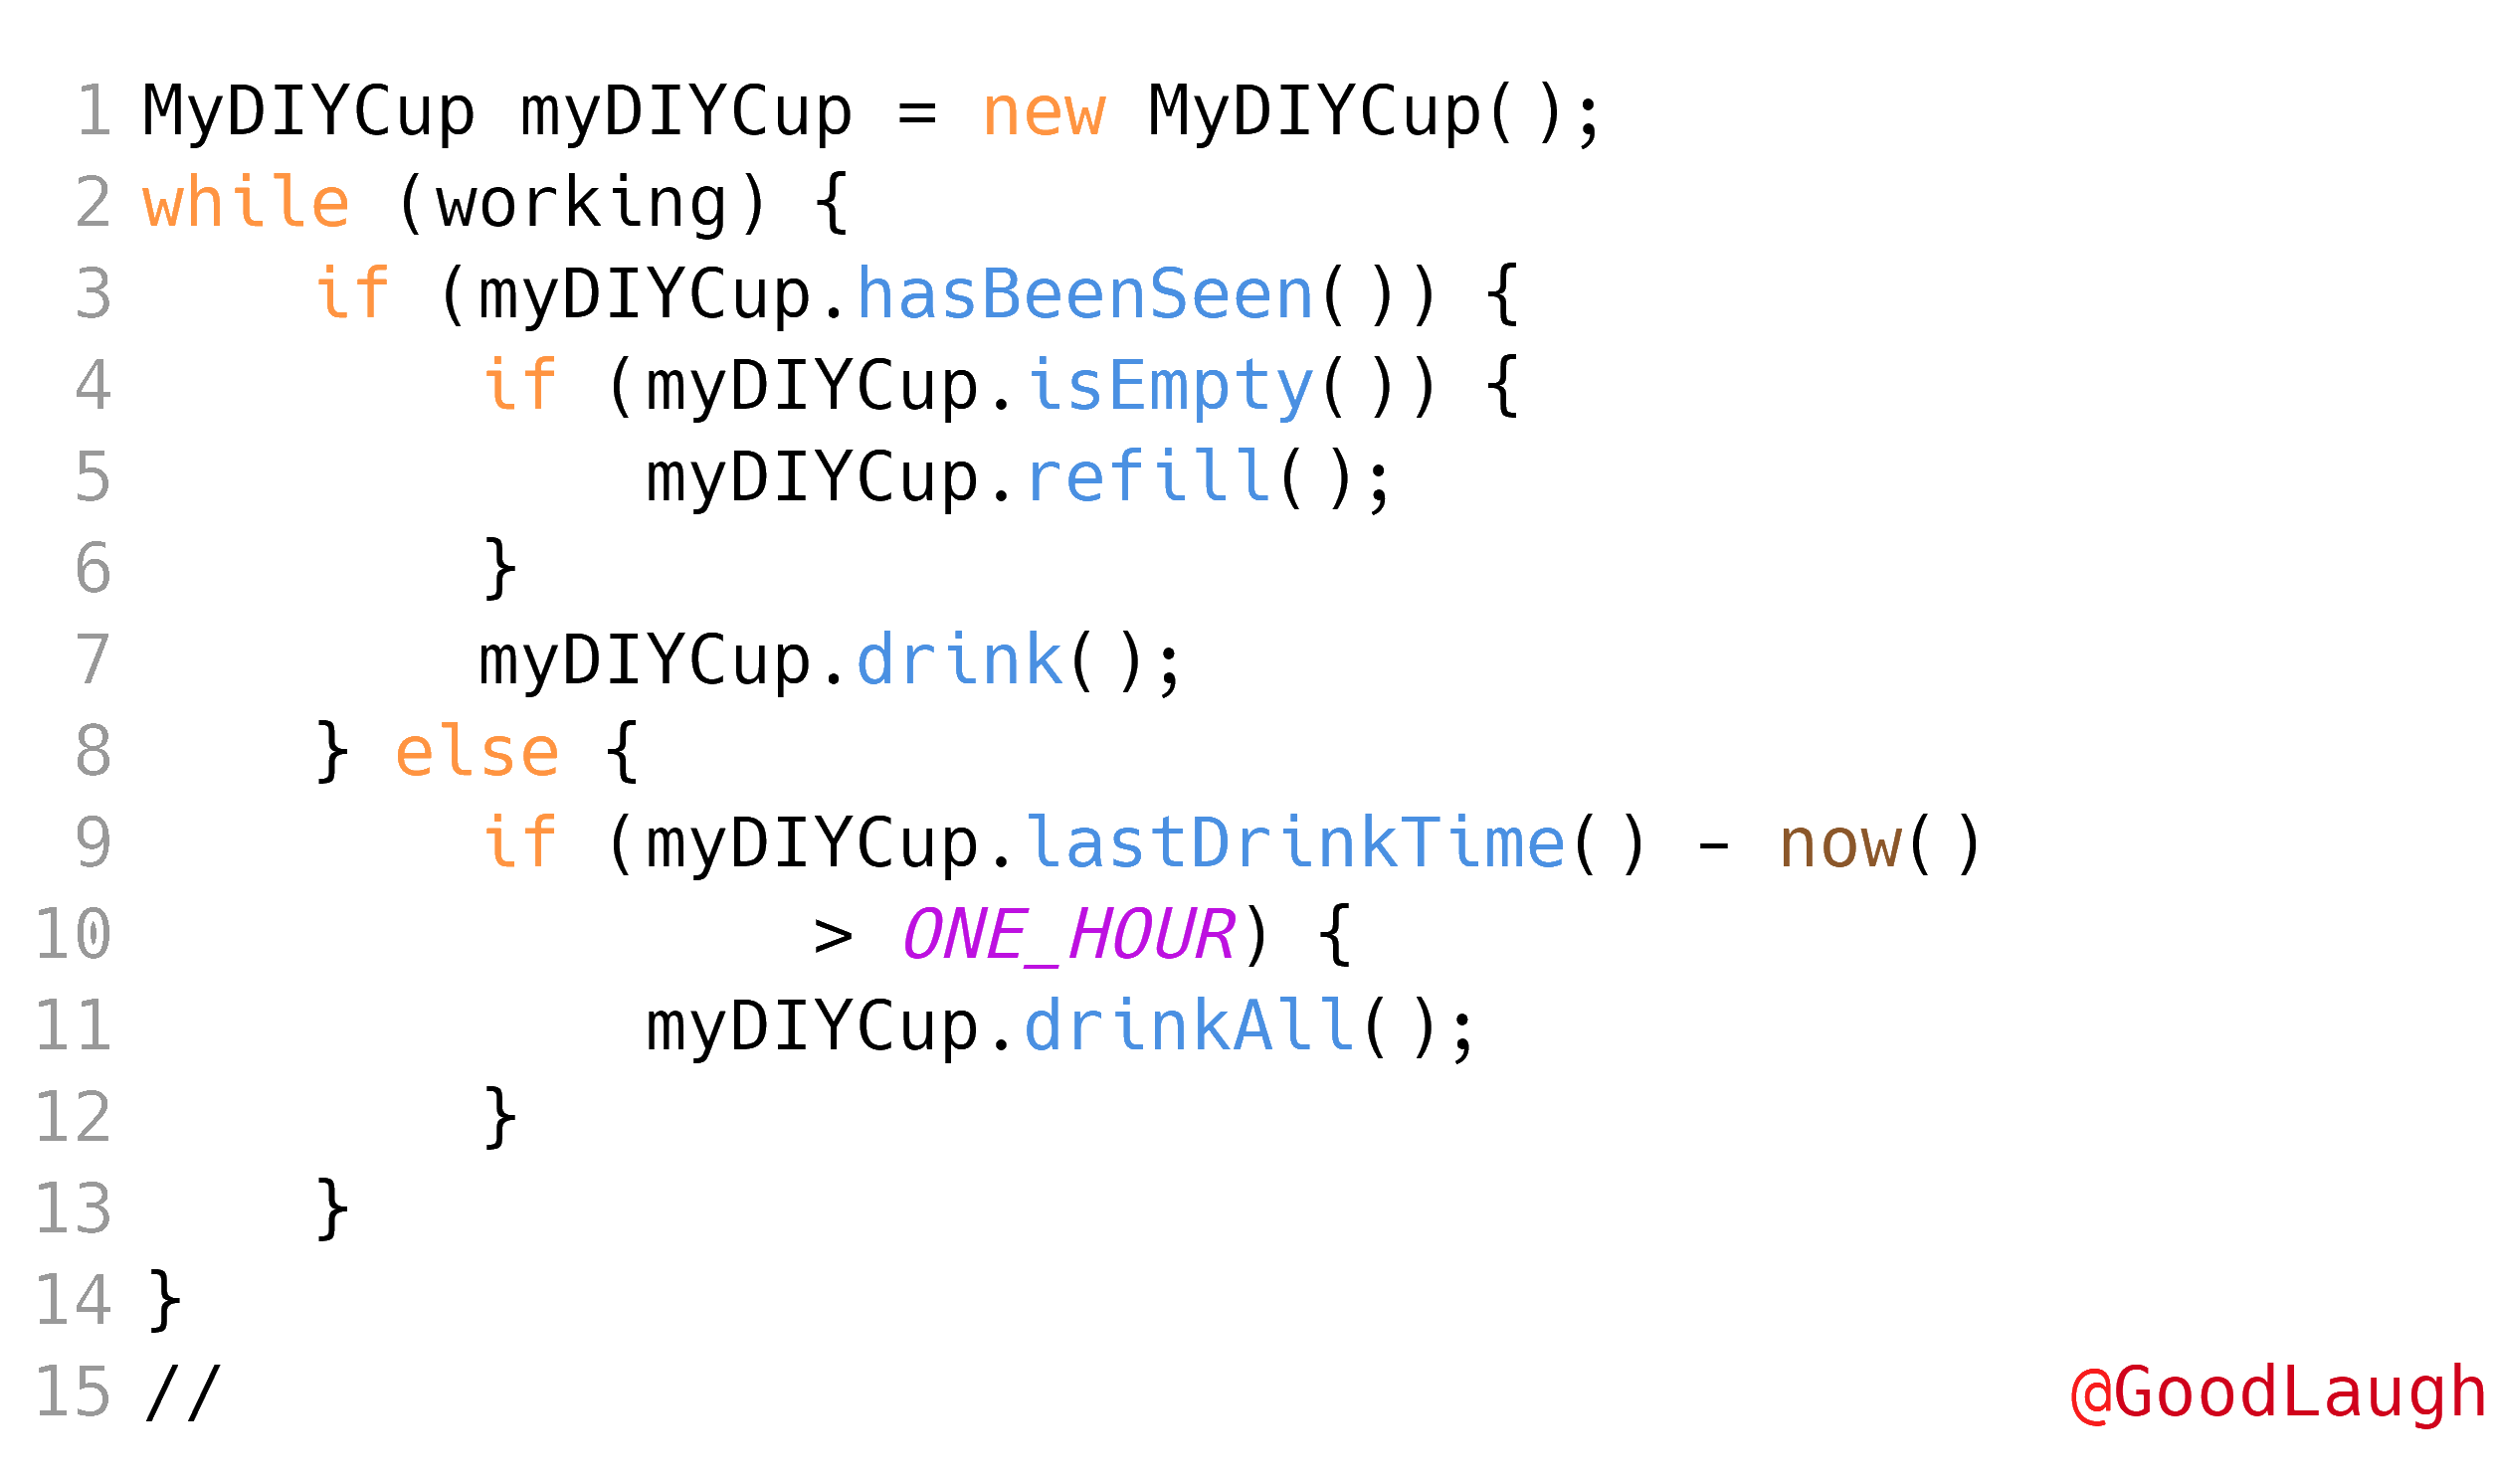 1 MyDIYCup myDIYCup = new MyDIYCup();
2 while (working) {
3     if (myDIYCup.hasBeenSeen()) {
4         if (myDIYCup.isEmpty()) {
5             myDIYCup.refill();
6         }
7         myDIYCup.drink();
8     } else {
9         if (myDIYCup.lastDrinkTime() - now()
10                 > ONE_HOUR) {
11             myDIYCup.drinkAll();
12         }
13     }
14 }
15 // @GoodLaugh